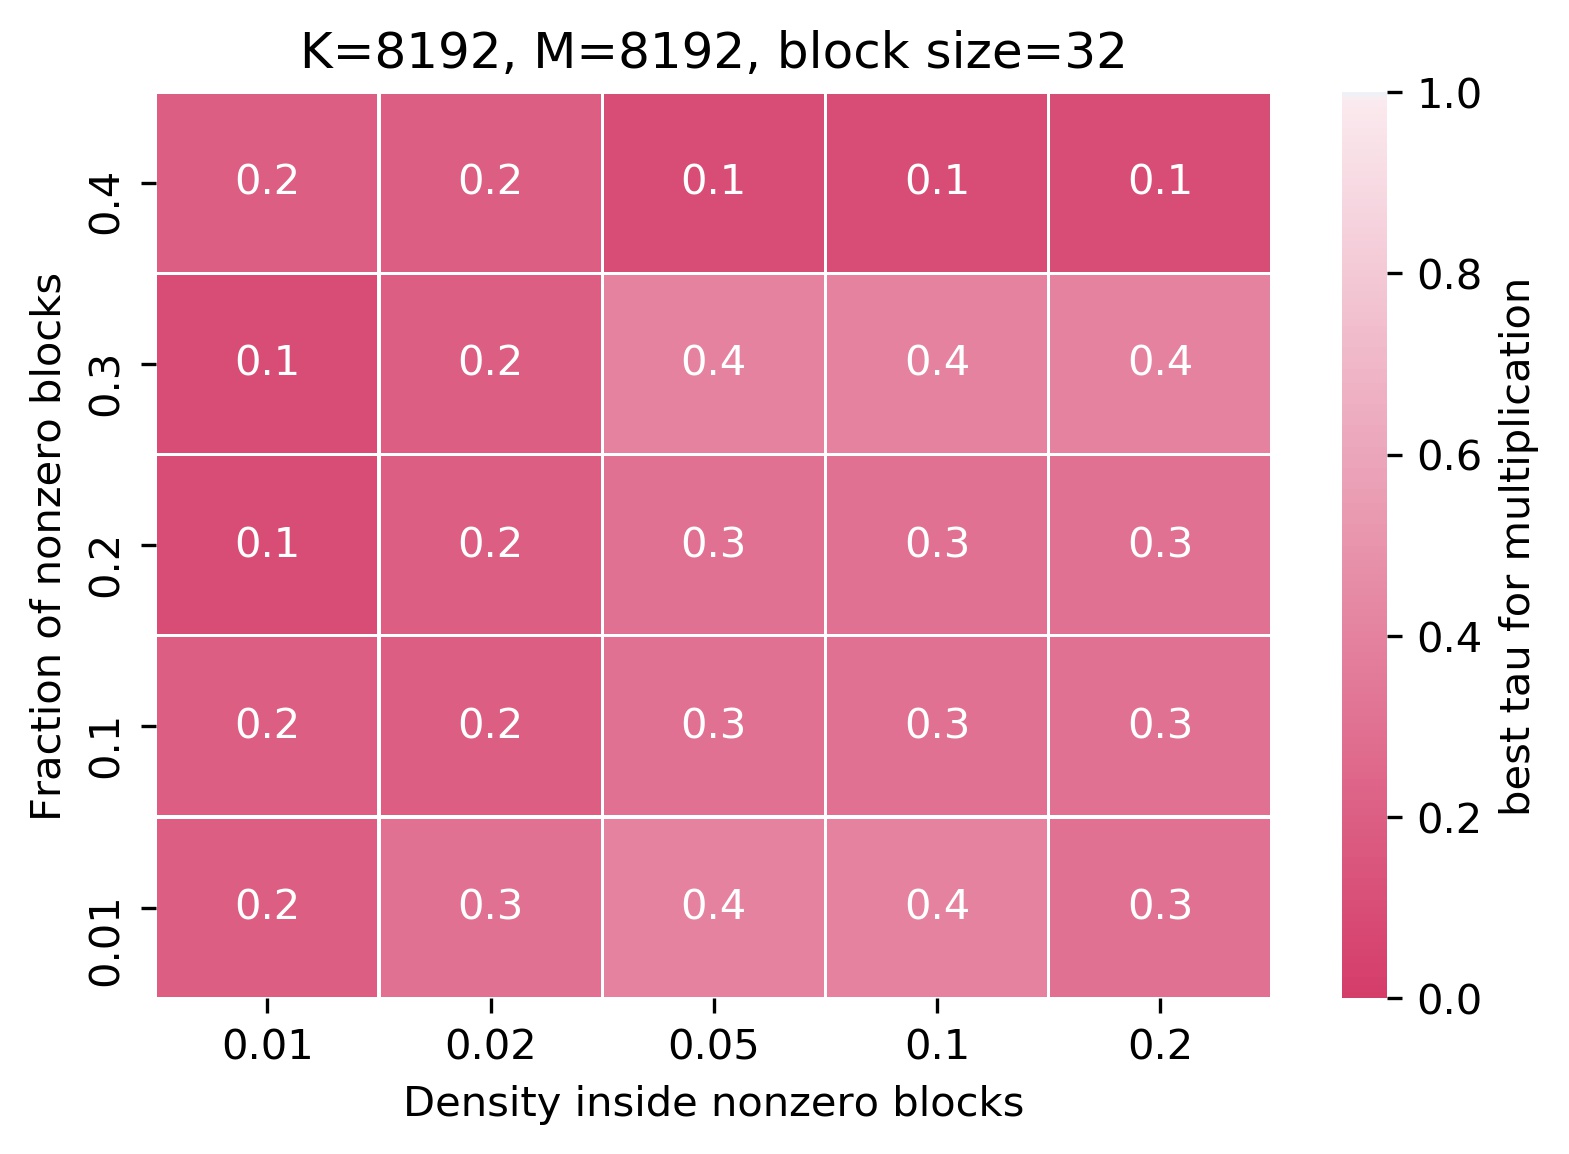 K=8192, M=8192, block size=32
Fraction of nonzero blocks
0.4
0.2 0.2 0.1 0.1 0.1
0.3
0.1 0.2 0.4 0.4 0.4
0.2
0.1 0.2 0.3 0.3 0.3
0.1
0.2 0.2 0.3 0.3 0.3
0.01
0.2 0.3 0.4 0.4 0.3
0.01 0.02 0.05 0.1 0.2
Density inside nonzero blocks
1.0
0.8
0.6
0.4
0.2
0.0
best tau for multiplication